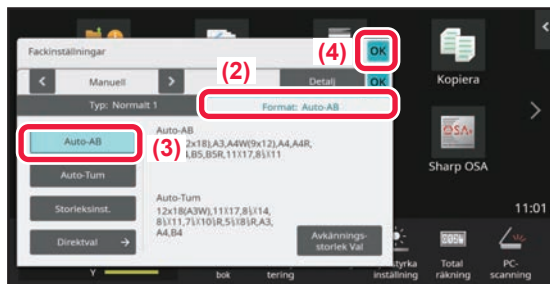 Fackinställningar
(4)
OK
Kopiera
<
Manuell
>
(2)
Detalj
OK
Typ: Normalt 1
Format: Auto-AB
Auto-AB
(3)
Auto-AB
2x18),A3,A4W(9x12),A4,A4R,
,B5,B5R,11X17,8½X11
Auto-Tum
Storleksinst.
Direktval →
Auto-Tum
12x18(A3W),11X17,8½X14,
8½X11,7¼X10½R,5½X8½R,A3,
A4,B4
Avkännings-
storlek Val
OSA
Sharp OSA
<
>
11:01
Y
bok
tering
styrka
inställning
Total
räkning
PC-
scanning